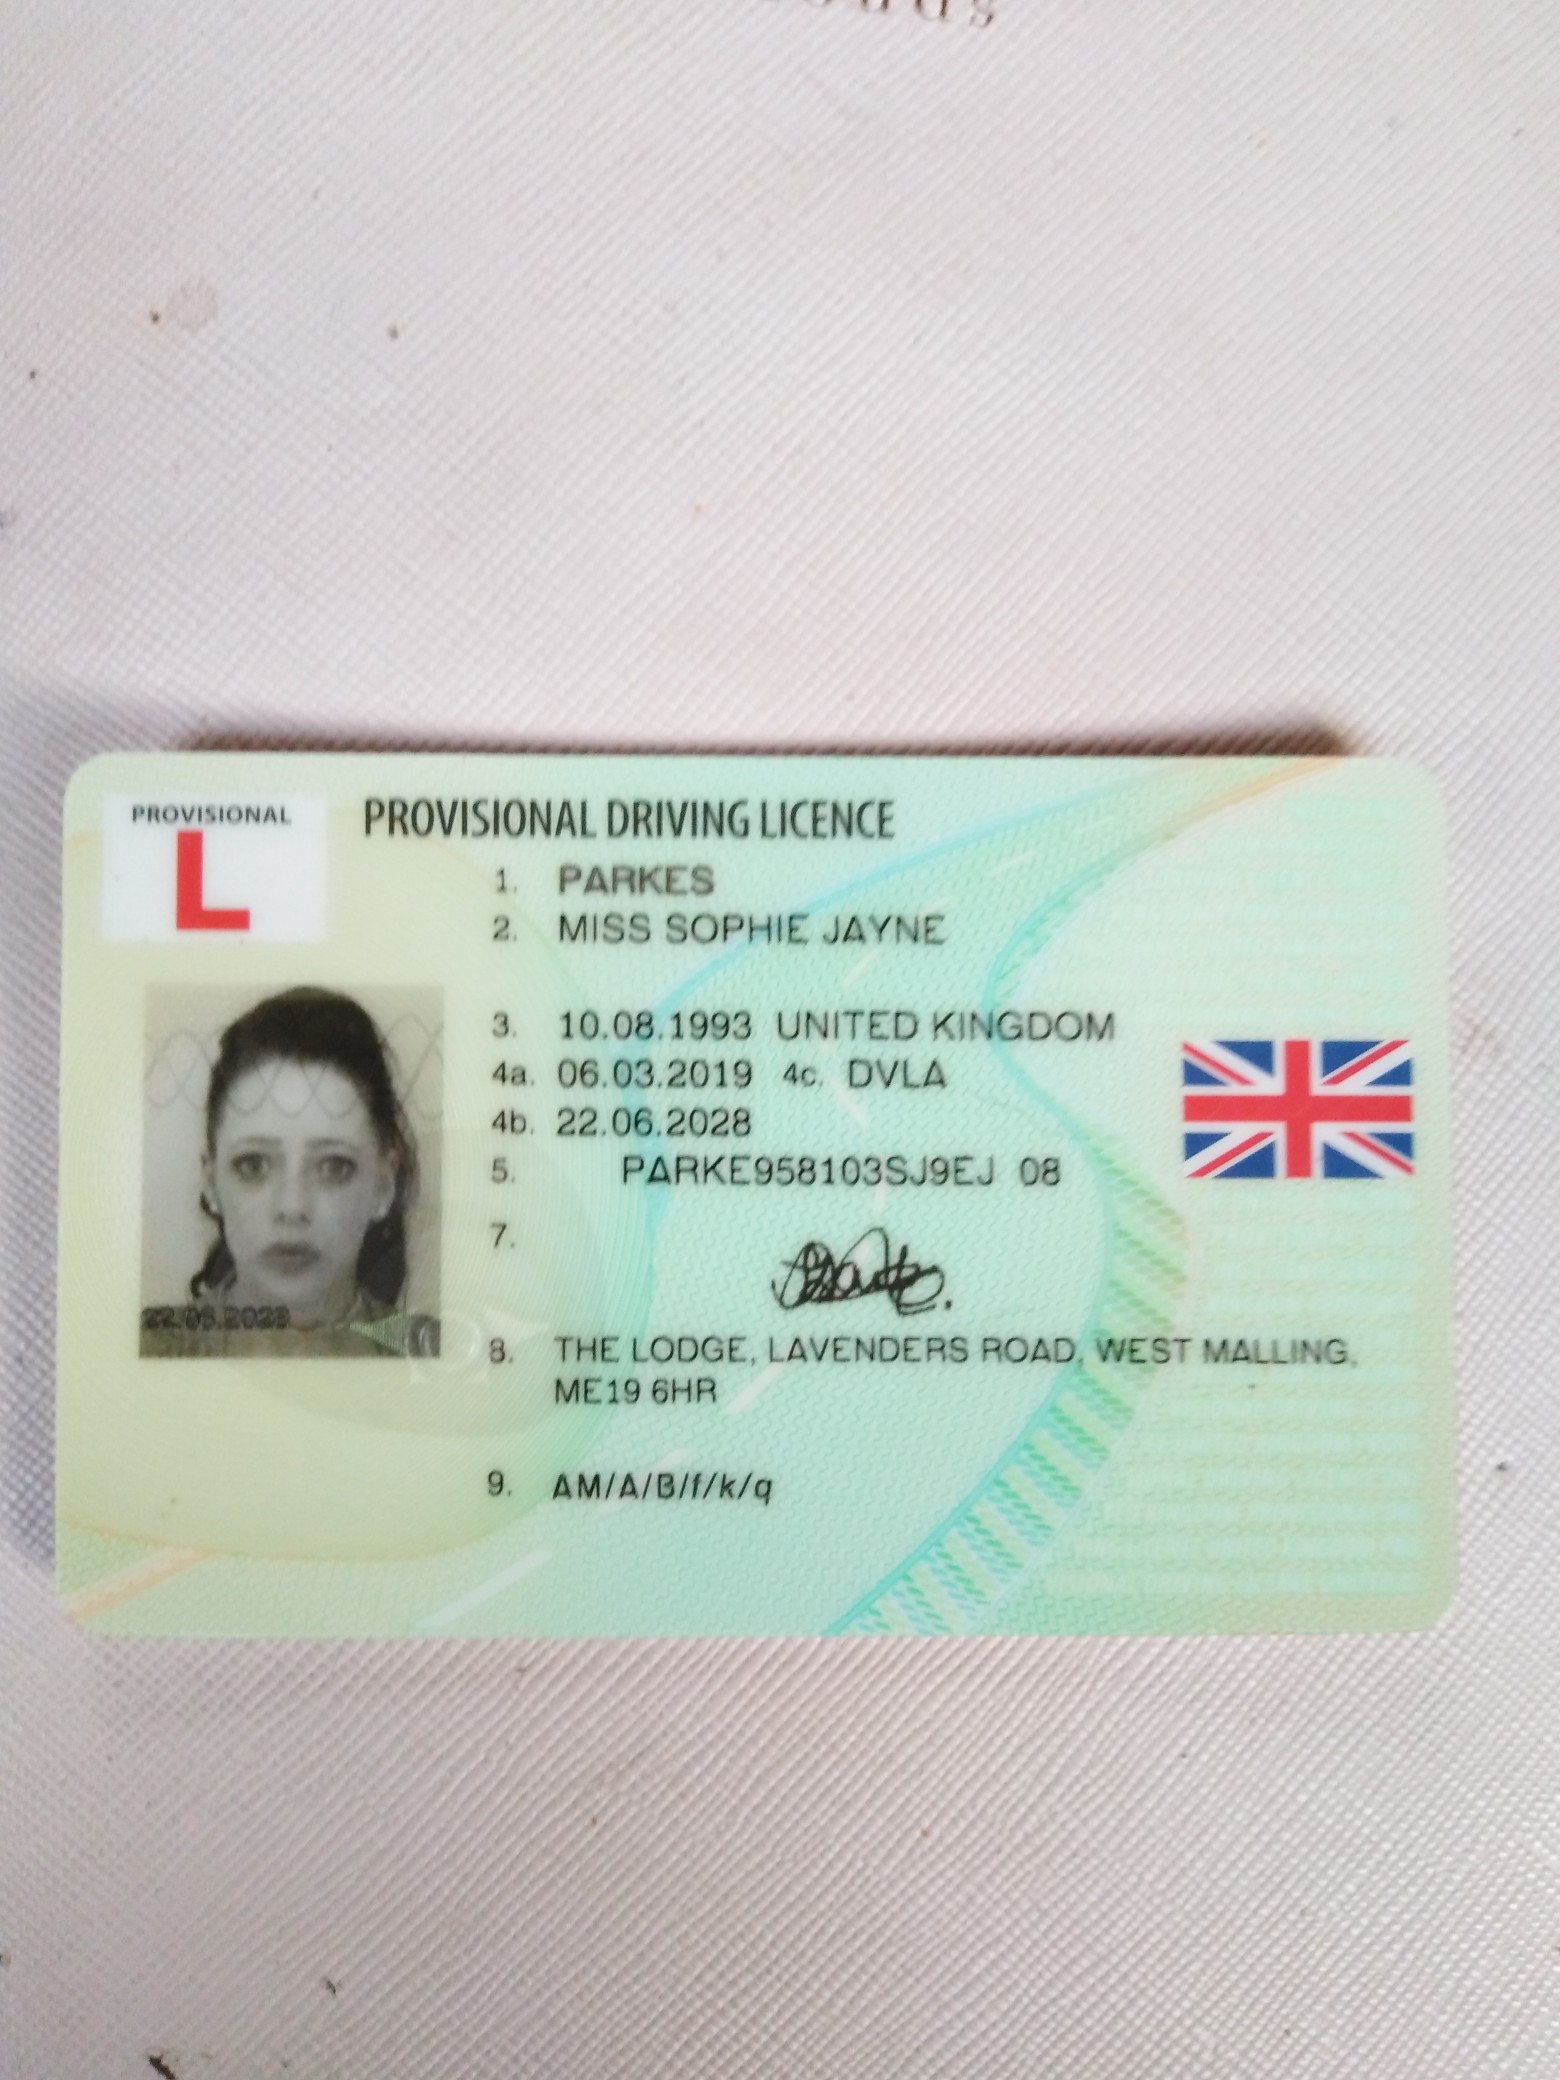 PROVISIONAL
L
PROVISIONAL DRIVING LICENCE
1. PARKES
2. MISS SOPHIE JAYNE
3. 10.08.1993 UNITED KINGDOM
4a. 06.03.2019 4c. DVLA
4b. 22.06.2028
5. PARKE958103SJ9EJ 08
7.
22.06.2028
8. THE LODGE, LAVENDERS ROAD, WEST MALLING,
ME19 6HR
9. AM/A/B/f/k/q